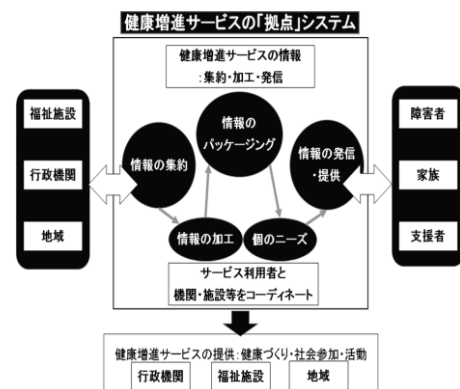 健康増進サービスの「拠点」システム
健康増進サービスの情報
:集約・加工・発信
福祉施設
行政機関
地域
情報の集約
情報の
パッケージング
情報の発信
・提供
情報の加工
個のニーズ
障害者
家族
支援者
サービス利用者と
機関・施設等をコーディネート
健康増進サービスの提供:健康づくり・社会参加・活動
行政機関
福祉施設
地域